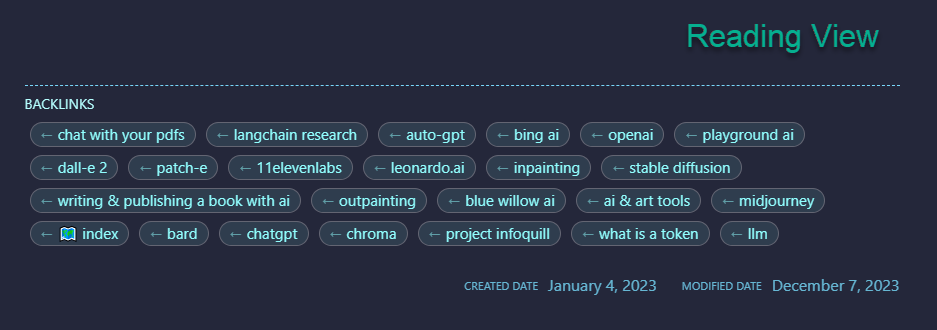 Reading View
BACKLINKS
← chat with your pdfs ← langchain research ← auto-gpt ← bing ai ← openai ← playground ai
← dall-e 2 ← patch-e ← 11elevenlabs ← leonardo.ai ← inpainting ← stable diffusion
← writing & publishing a book with ai ← outpainting ← blue willow ai ← ai & art tools ← midjourney
← 🗺️ index ← bard ← chatgpt ← chroma ← project infoquill ← what is a token ← llm
CREATED DATE January 4, 2023 MODIFIED DATE December 7, 2023